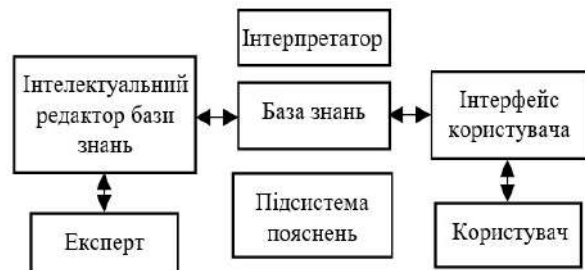 Інтерпретатор
Інтелектуальний
редактор бази
знань
База знань
Інтерфейс
користувача
Підсистема
пояснень
Експерт
Користувач